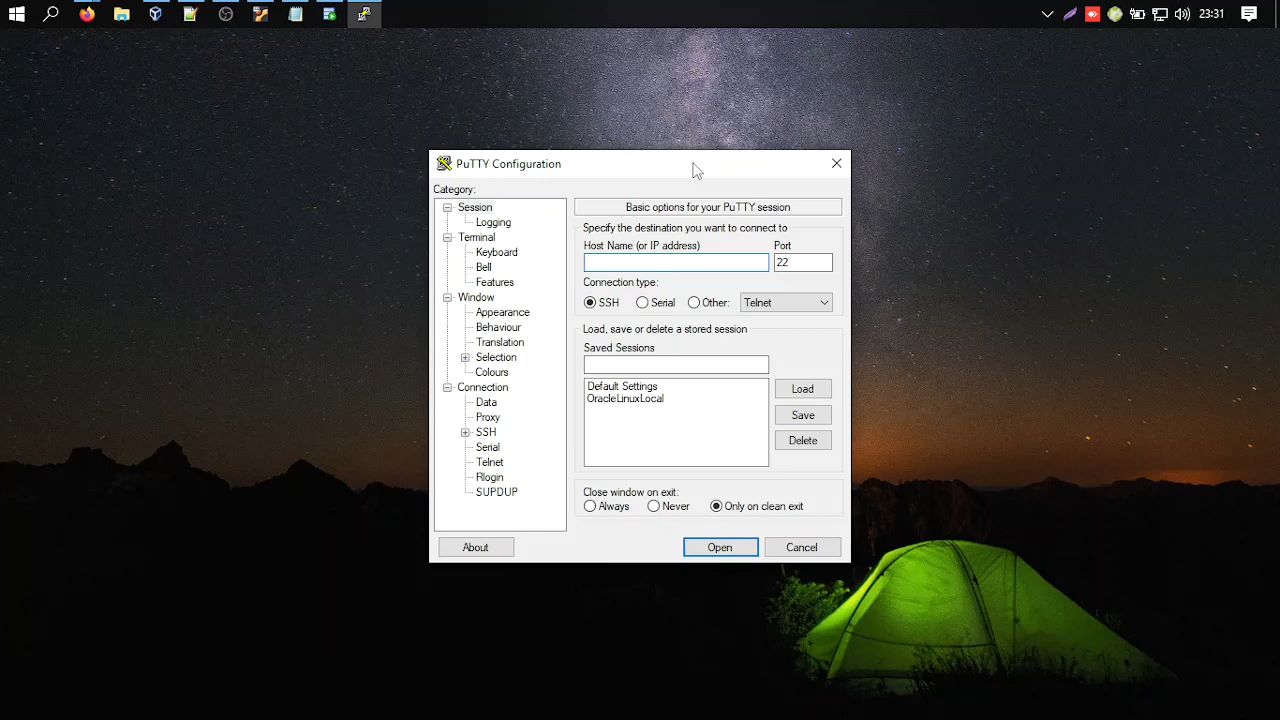 23:31
PuTTY Configuration
Category:
Session
Logging
Terminal
Keyboard
Bell
Features
Window
Appearance
Behaviour
Translation
Selection
Colours
Connection
Data
Proxy
SSH
Serial
Telnet
Rlogin
SUPDUP
Basic options for your PuTTY session
Specify the destination you want to connect to
Host Name (or IP address) Port
22
Connection type:
SSH Serial Other: Telnet
Load, save or delete a stored session
Saved Sessions
Default Settings
OracleLinuxLocal
Load
Save
Delete
Close window on exit:
Always Never Only on clean exit
About Open Cancel